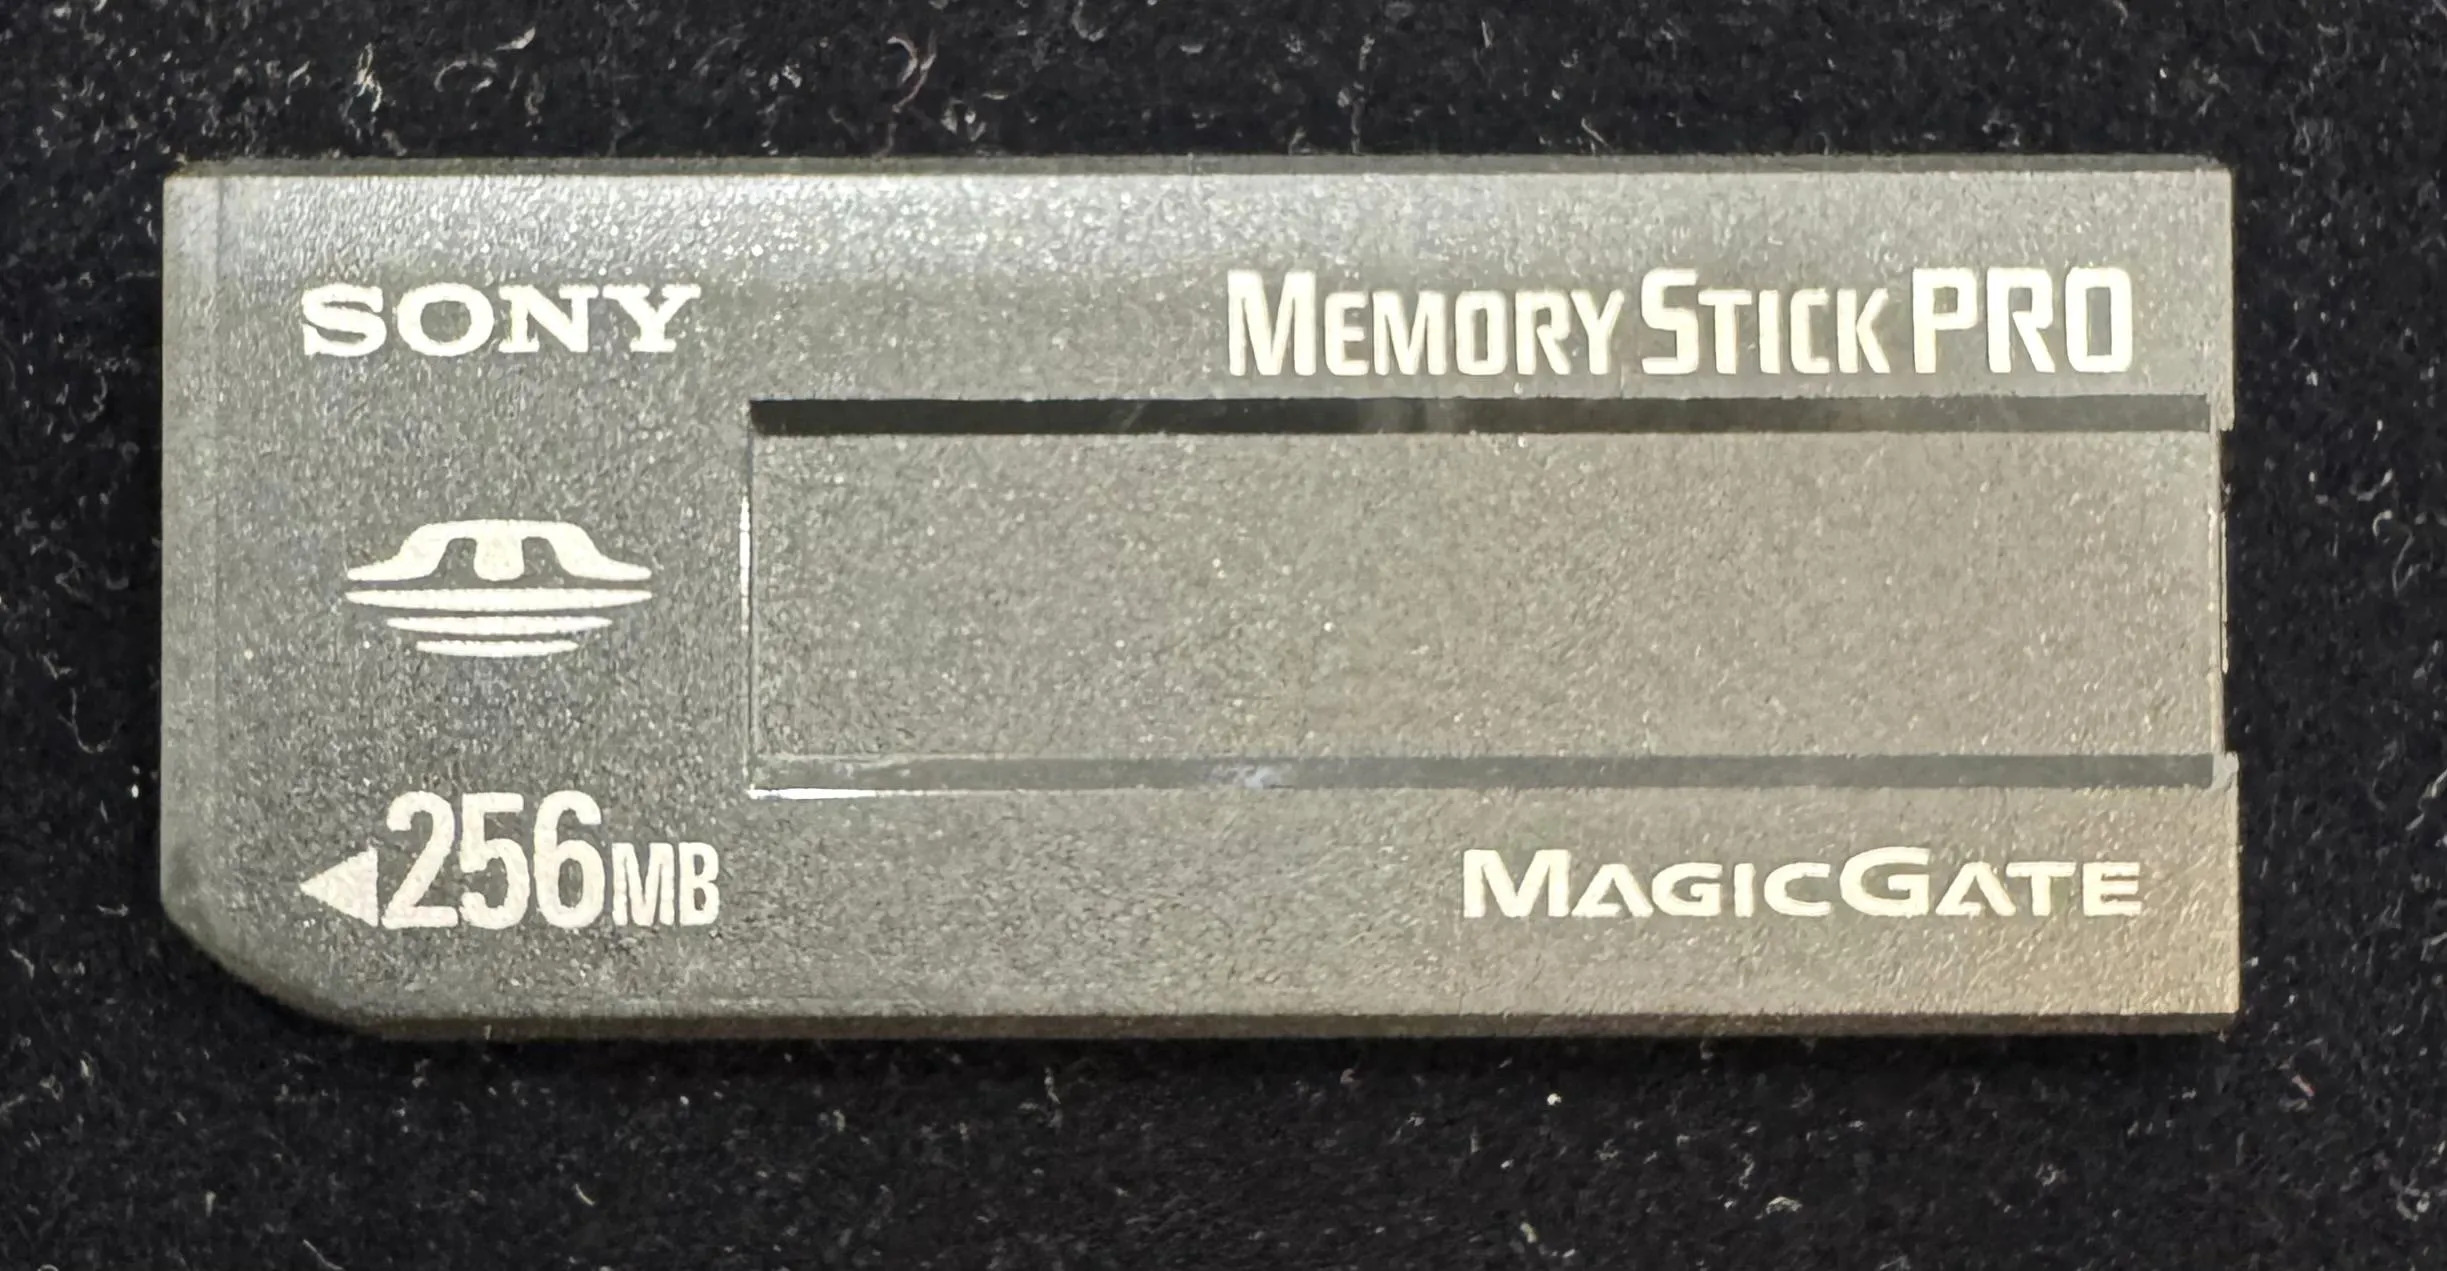 SONY
MEMORY STICK PRO
256MB
MAGICGATE